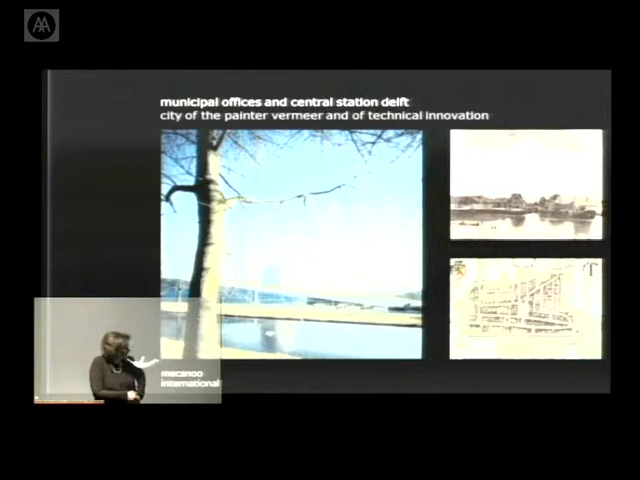 AA
municipal offices and central station delft
city of the painter vermeer and of technical innovation
T
mecanoo
international